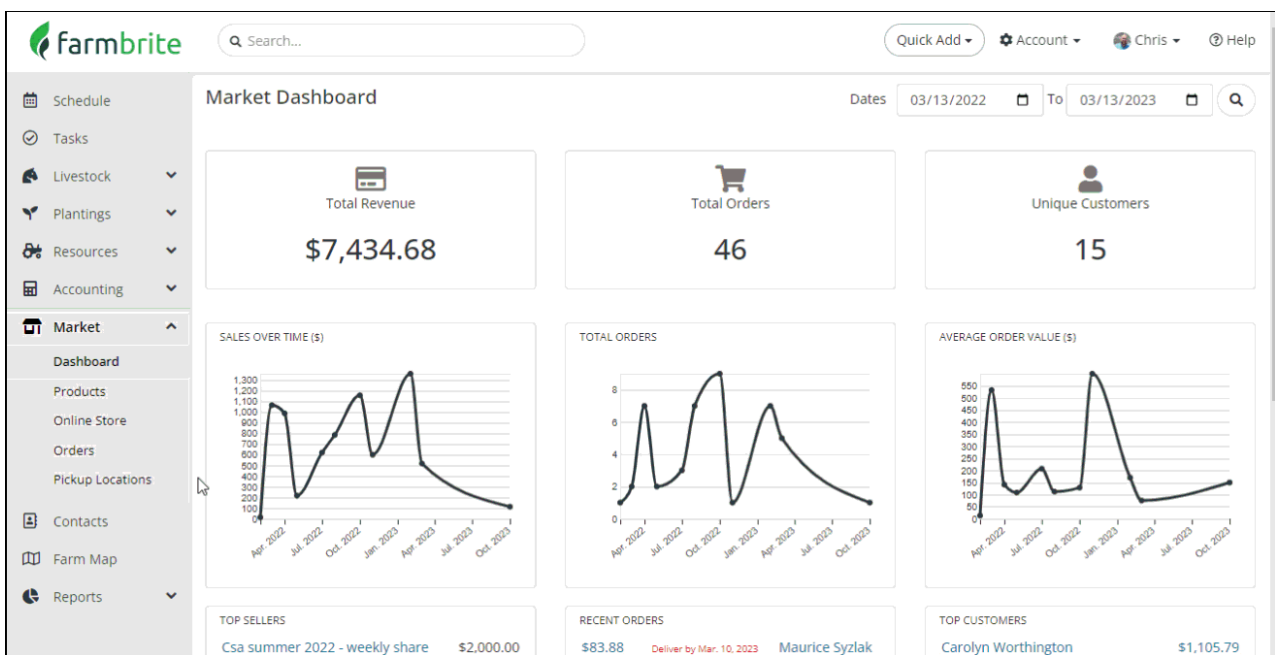 farmbrite
Search...
Quick Add
Account
Chris
Help
Schedule
Tasks
Livestock
Plantings
Resources
Accounting
Market
Dashboard
Products
Online Store
Orders
Pickup Locations
Contacts
Farm Map
Reports
Market Dashboard
Dates 03/13/2022 To 03/13/2023
Total Revenue
$7,434.68
Total Orders
46
Unique Customers
15
SALES OVER TIME ($)
1,300
1,200
1,100
1,000
900
800
700
600
500
400
300
200
100
0
Apr. 2022 Jul. 2022 Oct. 2022 Jan. 2023 Apr. 2023 Jul. 2023 Oct. 2023
TOTAL ORDERS
8
6
4
2
0
Apr. 2022 Jul. 2022 Oct. 2022 Jan. 2023 Apr. 2023 Jul. 2023 Oct. 2023
AVERAGE ORDER VALUE ($)
550
500
450
400
350
300
250
200
150
100
50
0
Apr. 2022 Jul. 2022 Oct. 2022 Jan. 2023 Apr. 2023 Jul. 2023 Oct. 2023
TOP SELLERS
Csa summer 2022 - weekly share $2,000.00
RECENT ORDERS
$83.88 Deliver by Mar. 10, 2023 Maurice Syzlak
TOP CUSTOMERS
Carolyn Worthington $1,105.79